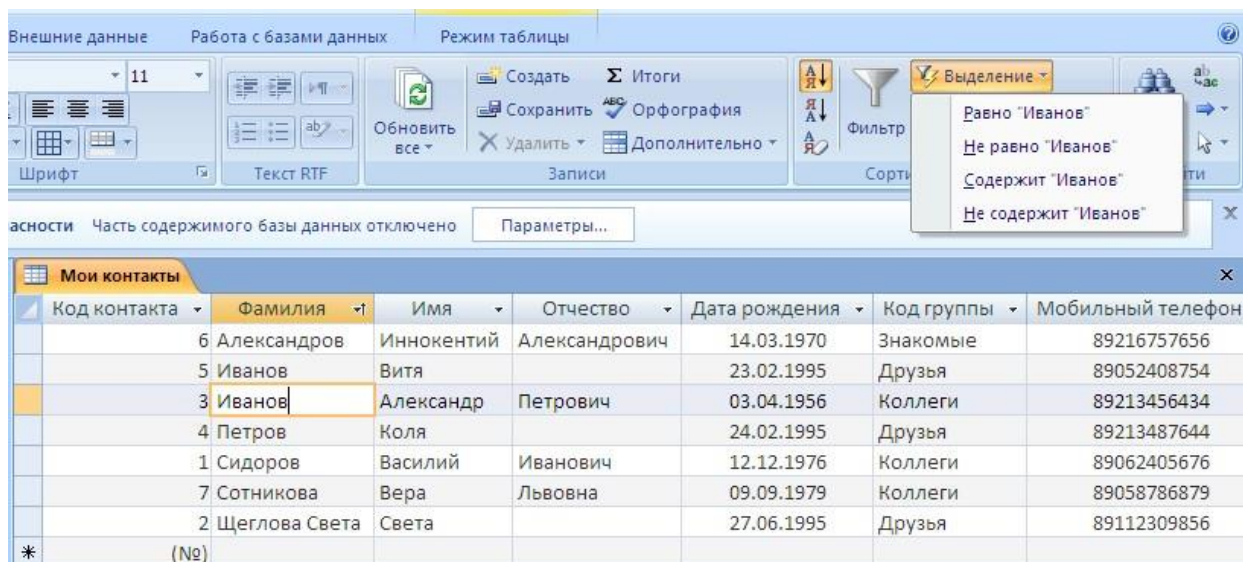 Внешние данные Работа с базами данных Режим таблицы
11 Создать Σ Итоги Выделение
Обновить все Сохранить Орфография Фильтр Равно "Иванов"
Удалить Дополнительно Не равно "Иванов"
Шрифт Текст RTF Записи Сорти Содержит "Иванов" ти
Не содержит "Иванов"
асности Часть содержимого базы данных отключено Параметры...
Мои контакты
Код контакта Фамилия Имя Отчество Дата рождения Код группы Мобильный телефон
6 Александров Иннокентий Александрович 14.03.1970 Знакомые 89216757656
5 Иванов Витя 23.02.1995 Друзья 89052408754
3 Иванов Александр Петрович 03.04.1956 Коллеги 89213456434
4 Петров Коля 24.02.1995 Друзья 89213487644
1 Сидоров Василий Иванович 12.12.1976 Коллеги 89062405676
7 Сотникова Вера Львовна 09.09.1979 Коллеги 89058786879
2 Щеглова Света Света 27.06.1995 Друзья 89112309856
(№)